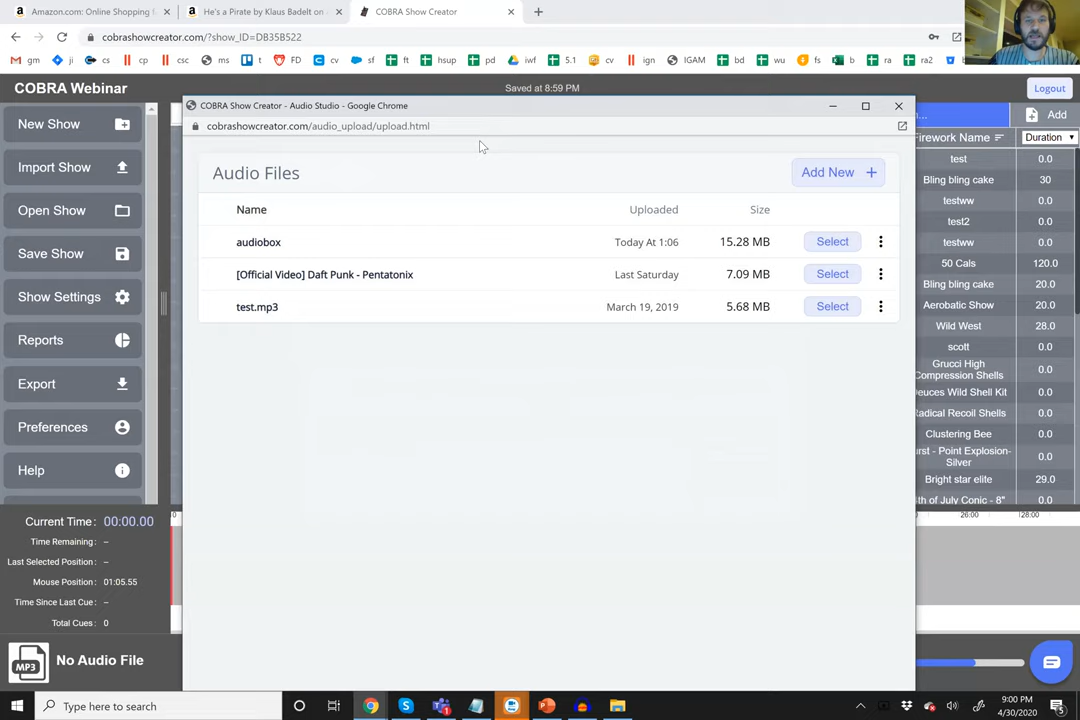 Amazon.com: Online Shopping f
He's a Pirate by Klaus Badelt on
COBRA Show Creator
cobrashowcreator.com/?show_ID=DB35B522
gm
ji
cs
cp
csc
ms
t
FD
cv
sf
ft
hsup
pd
iwf
5.1
cv
ign
IGAM
bd
wu
fs
b
ra
ra2
b
COBRA Webinar
Saved at 8:59 PM
Logout
New Show
Import Show
Open Show
Save Show
Show Settings
Reports
Export
Preferences
Help
COBRA Show Creator - Audio Studio - Google Chrome
cobrashowcreator.com/audio_upload/upload.html
Audio Files
Add New +
Name
Uploaded
Size
audiobox
Today At 1:06
15.28 MB
Select
[Official Video] Daft Punk - Pentatonix
Last Saturday
7.09 MB
Select
test.mp3
March 19, 2019
5.68 MB
Select
Add
Firework Name
Duration
test
0.0
Bling bling cake
30
testww
0.0
test2
0.0
testww
0.0
50 Cals
120.0
Bling bling cake
20.0
Aerobatic Show
20.0
Wild West
28.0
scott
0.0
Grucci High
Compression Shells
0.0
Deuces Wild Shell Kit
0.0
Radical Recoil Shells
0.0
Clustering Bee
0.0
urst - Point Explosion-
Silver
0.0
Bright star elite
29.0
4th of July Conic - 8"
0.0
0
26:00
28:00
Current Time: 00:00.00
Time Remaining: –
Last Selected Position: –
Mouse Position: 01:05.55
Time Since Last Cue: –
Total Cues: 0
MP3
No Audio File
Type here to search
9:00 PM
4/30/2020
5